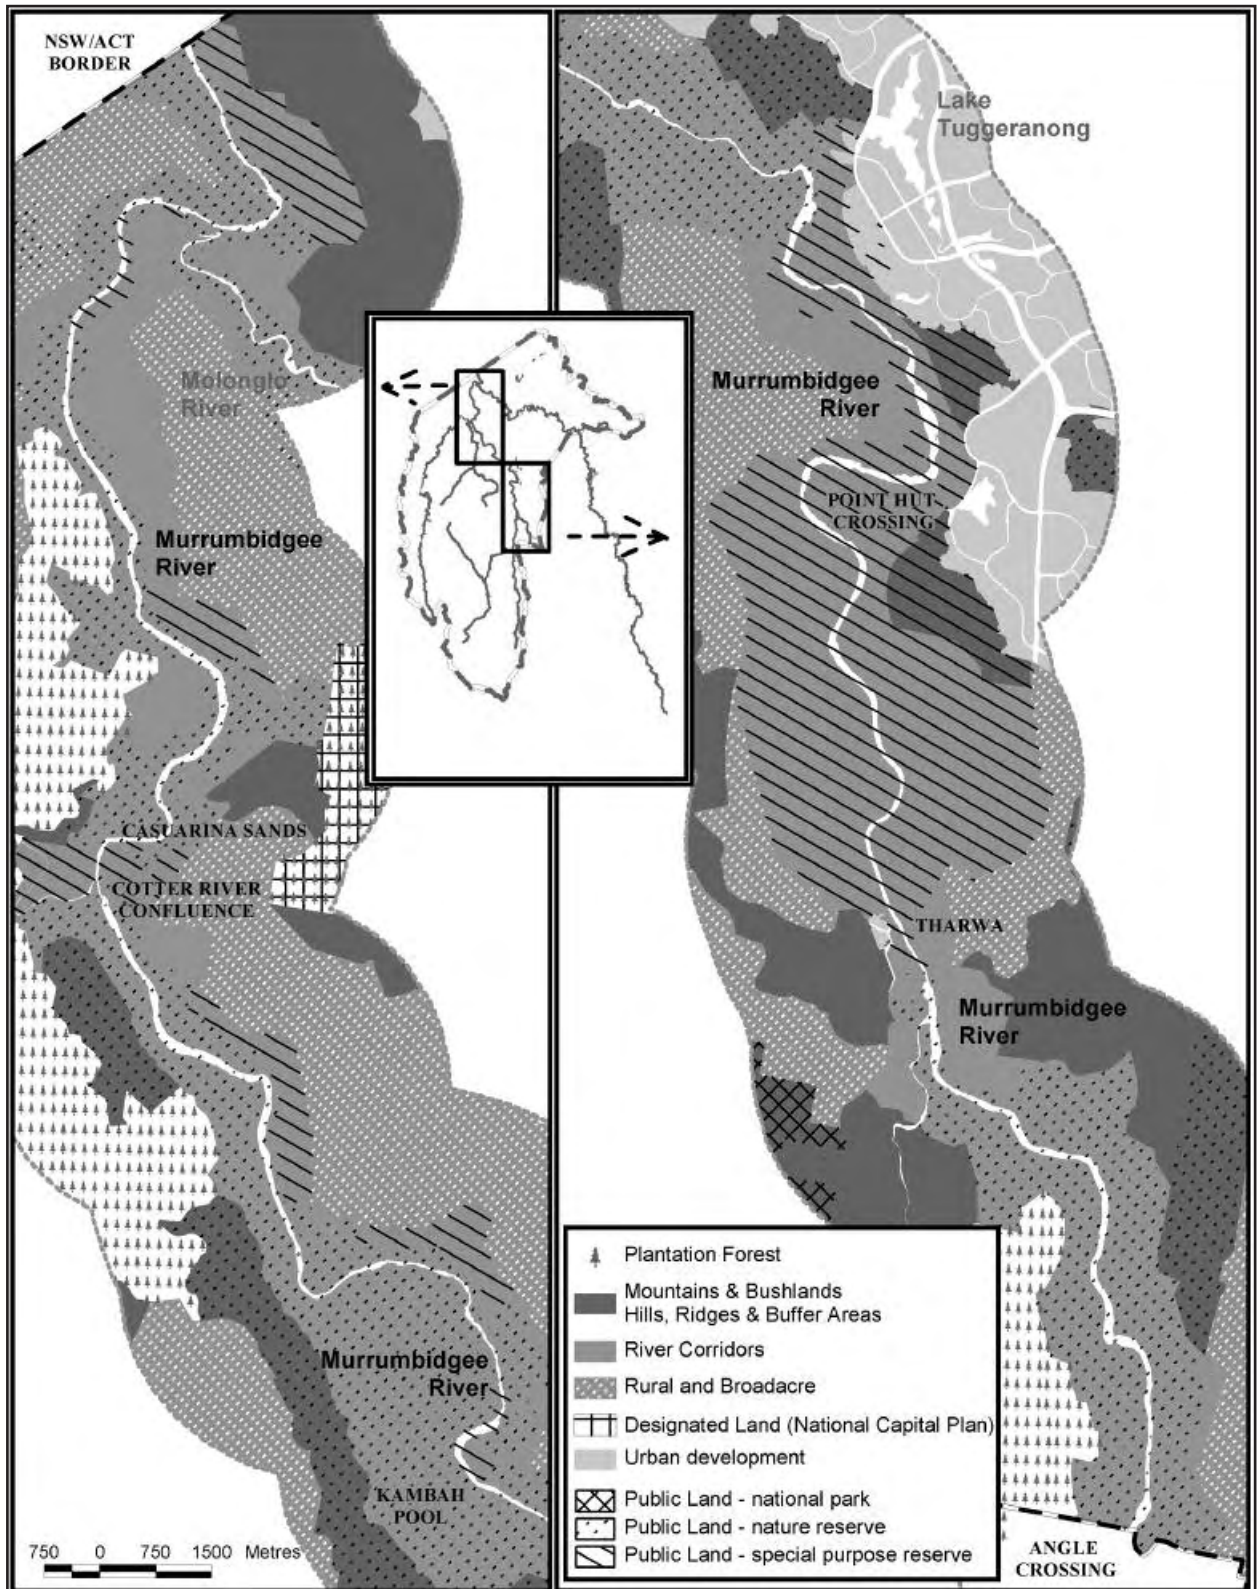 NSW/ACT
BORDER
Molonglo
River
Murrumbidgee
River
CASUARINA SANDS
COTTER RIVER
CONFLUENCE
Murrumbidgee
River
KAMBAH
POOL
750 0 750 1500 Metres
Lake
Tuggeranong
Murrumbidgee
River
POINT HUT
CROSSING
THARWA
Murrumbidgee
River
Plantation Forest
Mountains & Bushlands
Hills, Ridges & Buffer Areas
River Corridors
Rural and Broadacre
Designated Land (National Capital Plan)
Urban development
Public Land - national park
Public Land - nature reserve
Public Land - special purpose reserve
ANGLE
CROSSING